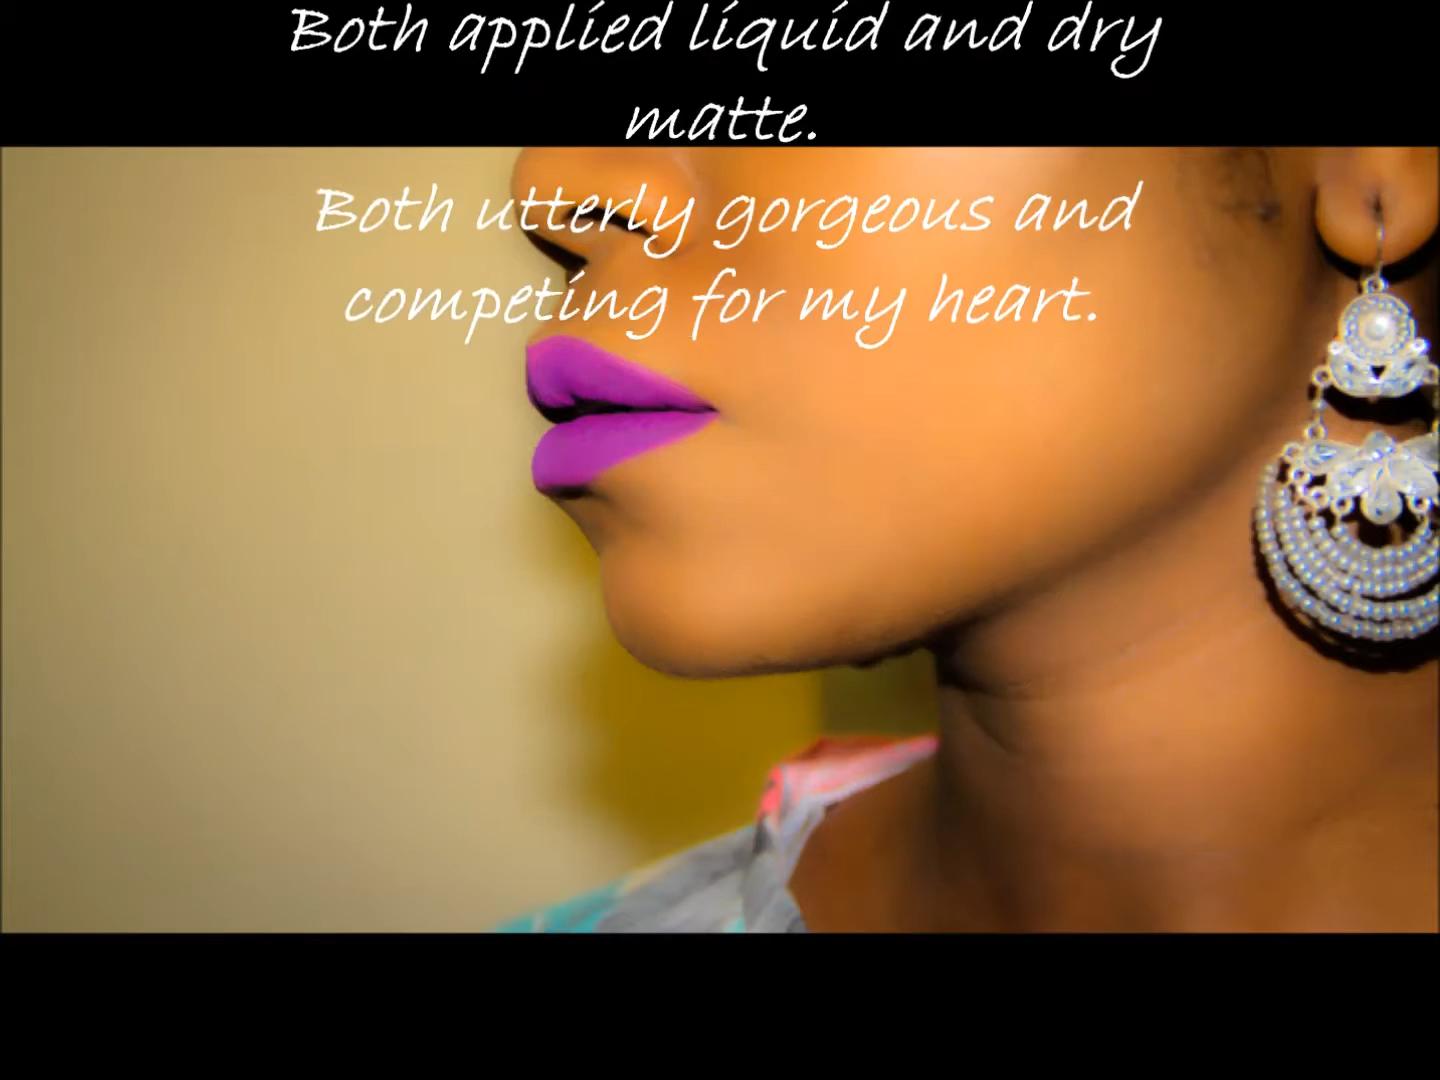 Both applied liquid and dry
matte.
Both utterly gorgeous and
competing for my heart.